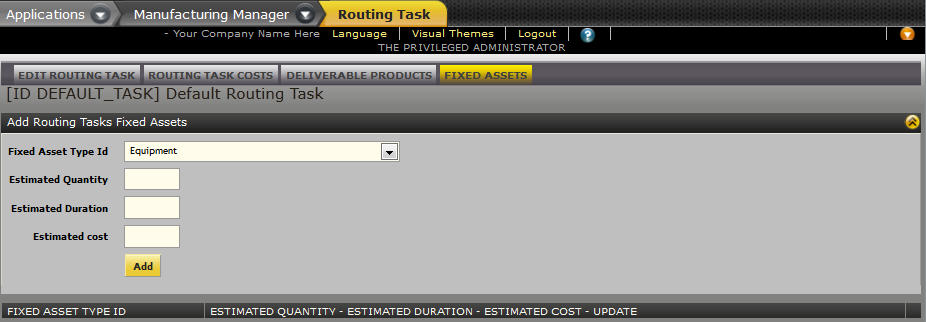 Applications Manufacturing Manager Routing Task
- Your Company Name Here Language Visual Themes Logout ?
THE PRIVILEGED ADMINISTRATOR
EDIT ROUTING TASK ROUTING TASK COSTS DELIVERABLE PRODUCTS FIXED ASSETS
[ID DEFAULT_TASK] Default Routing Task
Add Routing Tasks Fixed Assets
Fixed Asset Type Id Equipment
Estimated Quantity
Estimated Duration
Estimated cost
Add
FIXED ASSET TYPE ID ESTIMATED QUANTITY - ESTIMATED DURATION - ESTIMATED COST - UPDATE